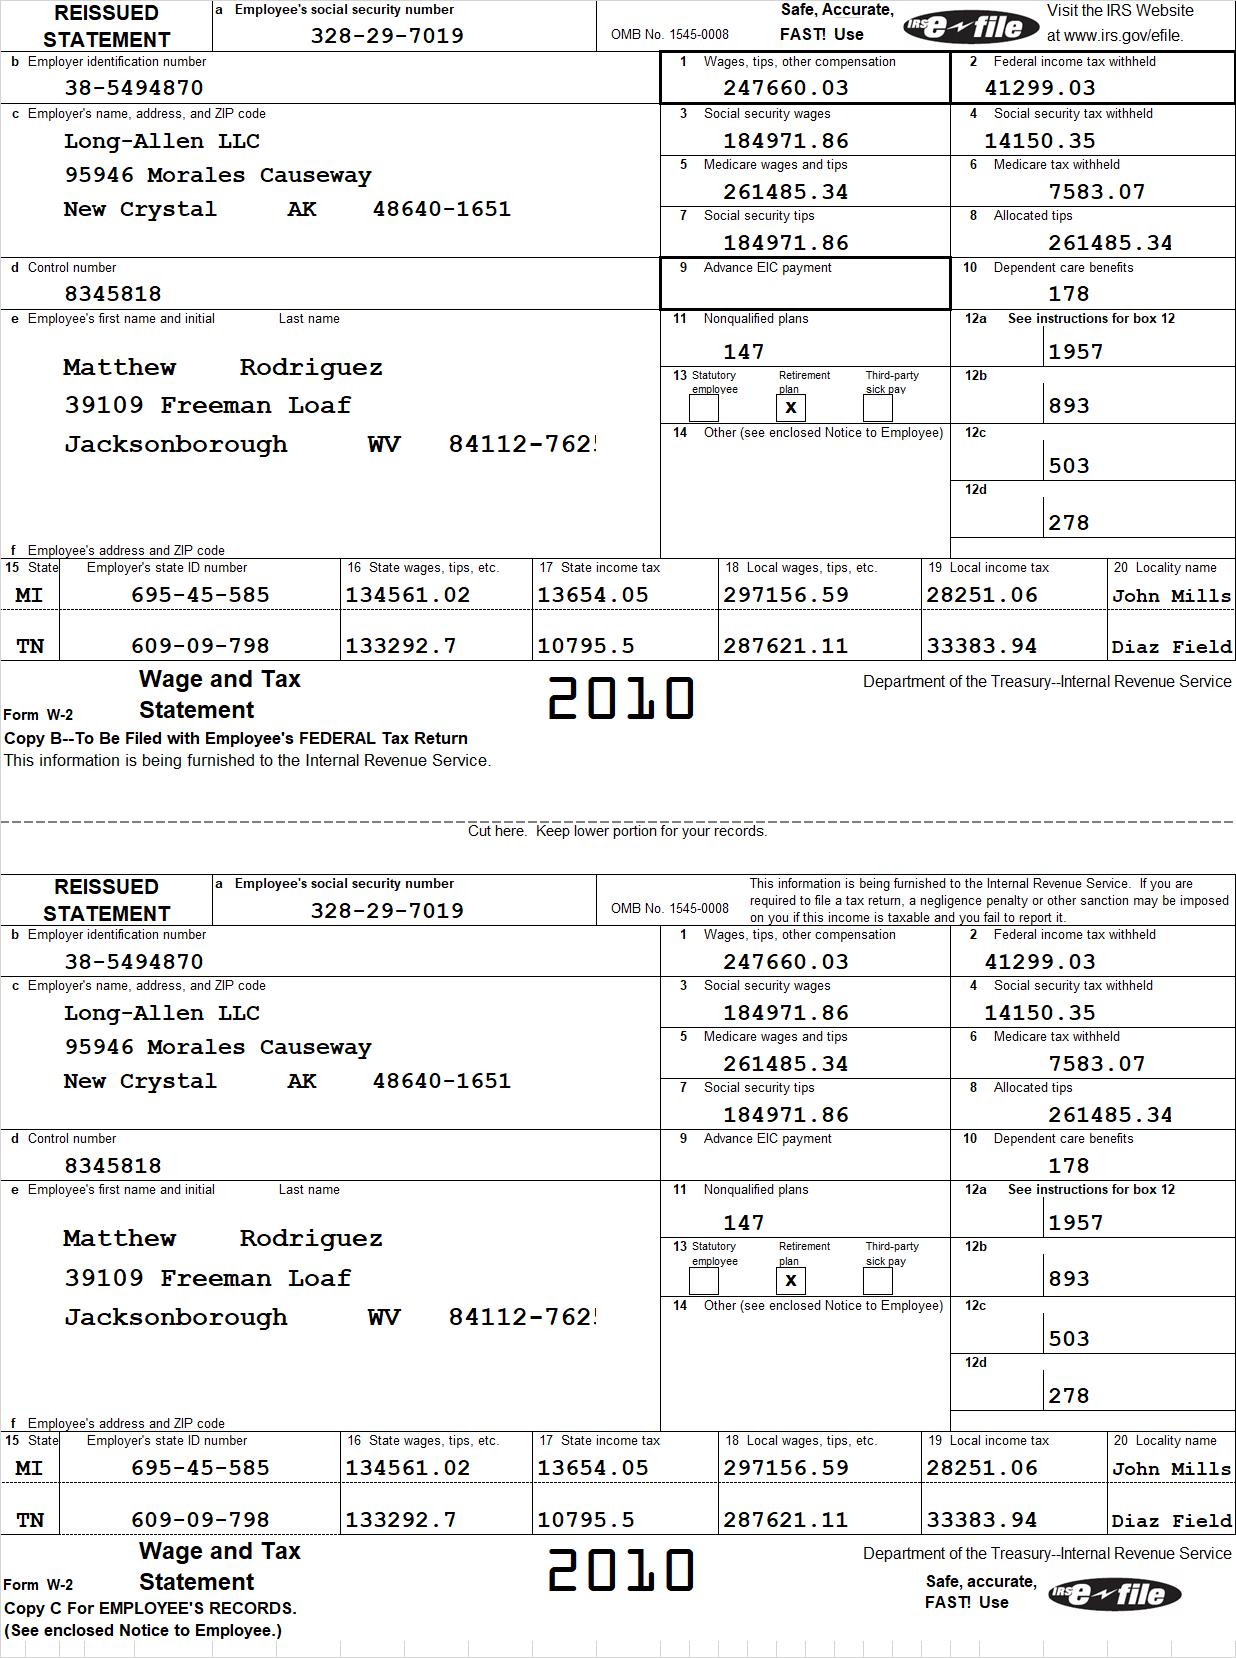 REISSUED STATEMENT
a Employee's social security number
328-29-7019
OMB No. 1545-0008
Safe, Accurate,
FAST! Use
IRS e-file
Visit the IRS Website
at www.irs.gov/efile.
b Employer identification number
38-5494870
1 Wages, tips, other compensation
247660.03
2 Federal income tax withheld
41299.03
c Employer's name, address, and ZIP code
Long-Allen LLC
95946 Morales Causeway
New Crystal AK 48640-1651
3 Social security wages
184971.86
4 Social security tax withheld
14150.35
5 Medicare wages and tips
261485.34
6 Medicare tax withheld
7583.07
7 Social security tips
184971.86
8 Allocated tips
261485.34
d Control number
8345818
9 Advance EIC payment
10 Dependent care benefits
178
e Employee's first name and initial Last name
Matthew Rodriguez
39109 Freeman Loaf
Jacksonborough WV 84112-762
f Employee's address and ZIP code
11 Nonqualified plans
147
12a See instructions for box 12
1957
13 Statutory employee
Retirement plan
x
Third-party sick pay
12b
893
14 Other (see enclosed Notice to Employee)
12c
503
12d
278
15 State Employer's state ID number 16 State wages, tips, etc. 17 State income tax 18 Local wages, tips, etc. 19 Local income tax 20 Locality name
MI 695-45-585 134561.02 13654.05 297156.59 28251.06 John Mills
TN 609-09-798 133292.7 10795.5 287621.11 33383.94 Diaz Field
Form W-2
Wage and Tax
Statement
2010
Department of the Treasury--Internal Revenue Service
Copy B--To Be Filed with Employee's FEDERAL Tax Return
This information is being furnished to the Internal Revenue Service.
Cut here. Keep lower portion for your records.
REISSUED STATEMENT
a Employee's social security number
328-29-7019
OMB No. 1545-0008
This information is being furnished to the Internal Revenue Service. If you are
required to file a tax return, a negligence penalty or other sanction may be imposed
on you if this income is taxable and you fail to report it.
b Employer identification number
38-5494870
1 Wages, tips, other compensation
247660.03
2 Federal income tax withheld
41299.03
c Employer's name, address, and ZIP code
Long-Allen LLC
95946 Morales Causeway
New Crystal AK 48640-1651
3 Social security wages
184971.86
4 Social security tax withheld
14150.35
5 Medicare wages and tips
261485.34
6 Medicare tax withheld
7583.07
7 Social security tips
184971.86
8 Allocated tips
261485.34
d Control number
8345818
9 Advance EIC payment
10 Dependent care benefits
178
e Employee's first name and initial Last name
Matthew Rodriguez
39109 Freeman Loaf
Jacksonborough WV 84112-762
f Employee's address and ZIP code
11 Nonqualified plans
147
12a See instructions for box 12
1957
13 Statutory employee
Retirement plan
x
Third-party sick pay
12b
893
14 Other (see enclosed Notice to Employee)
12c
503
12d
278
15 State Employer's state ID number 16 State wages, tips, etc. 17 State income tax 18 Local wages, tips, etc. 19 Local income tax 20 Locality name
MI 695-45-585 134561.02 13654.05 297156.59 28251.06 John Mills
TN 609-09-798 133292.7 10795.5 287621.11 33383.94 Diaz Field
Form W-2
Wage and Tax
Statement
2010
Department of the Treasury--Internal Revenue Service
Safe, accurate,
FAST! Use
IRS e-file
Copy C For EMPLOYEE'S RECORDS.
(See enclosed Notice to Employee.)